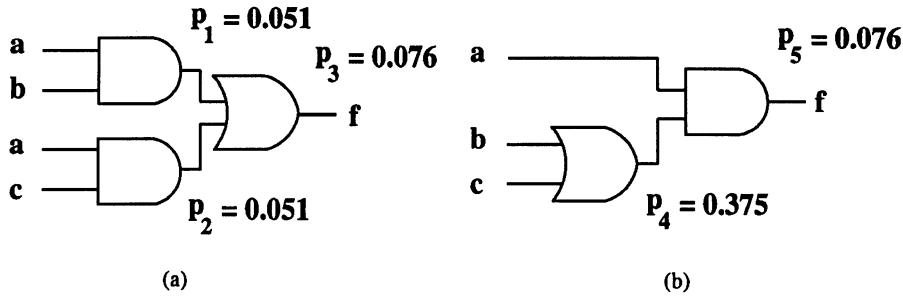 p1 = 0.051
a
b
p3 = 0.076
f
a
c
p2 = 0.051
(a)
p5 = 0.076
a
f
b
c
p4 = 0.375
(b)